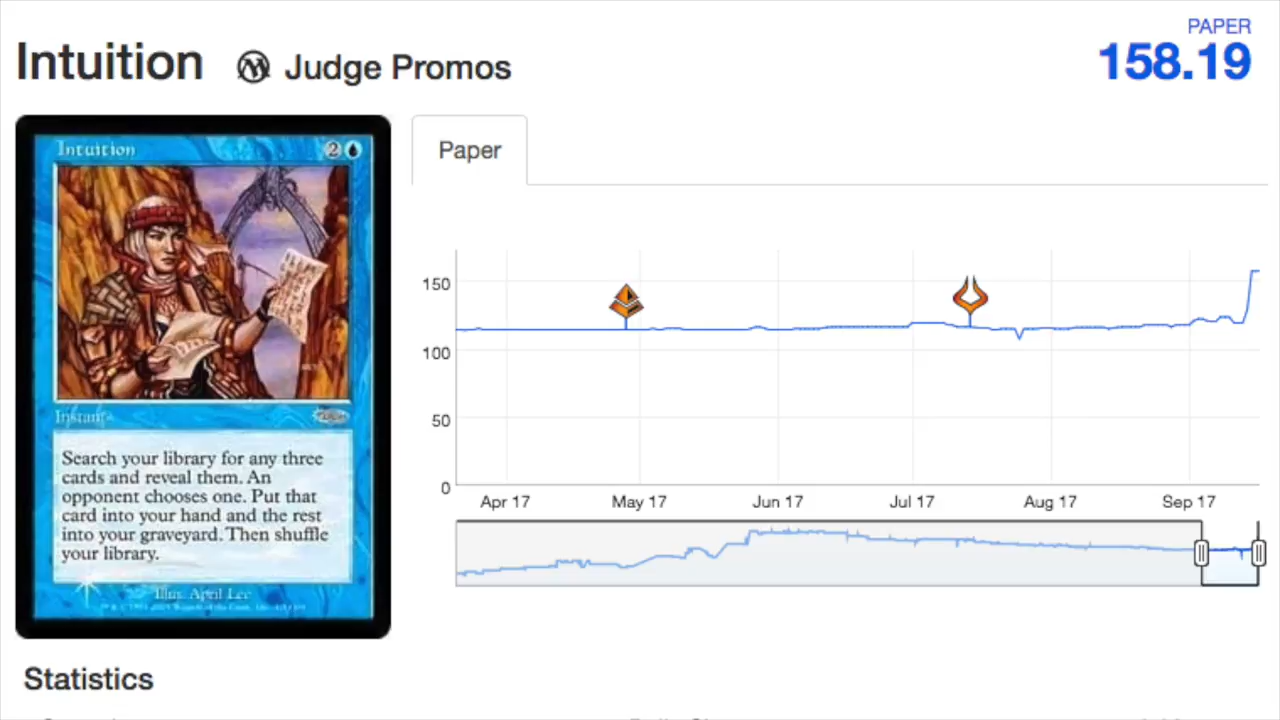 PAPER
Intuition Judge Promos 158.19
Intuition 2
Instant
Search your library for any three
cards and reveal them. An
opponent chooses one. Put that
card into your hand and the rest
into your graveyard. Then shuffle
your library.
Illus. April Lee
Paper
150
100
50
0
Apr 17 May 17 Jun 17 Jul 17 Aug 17 Sep 17
Statistics